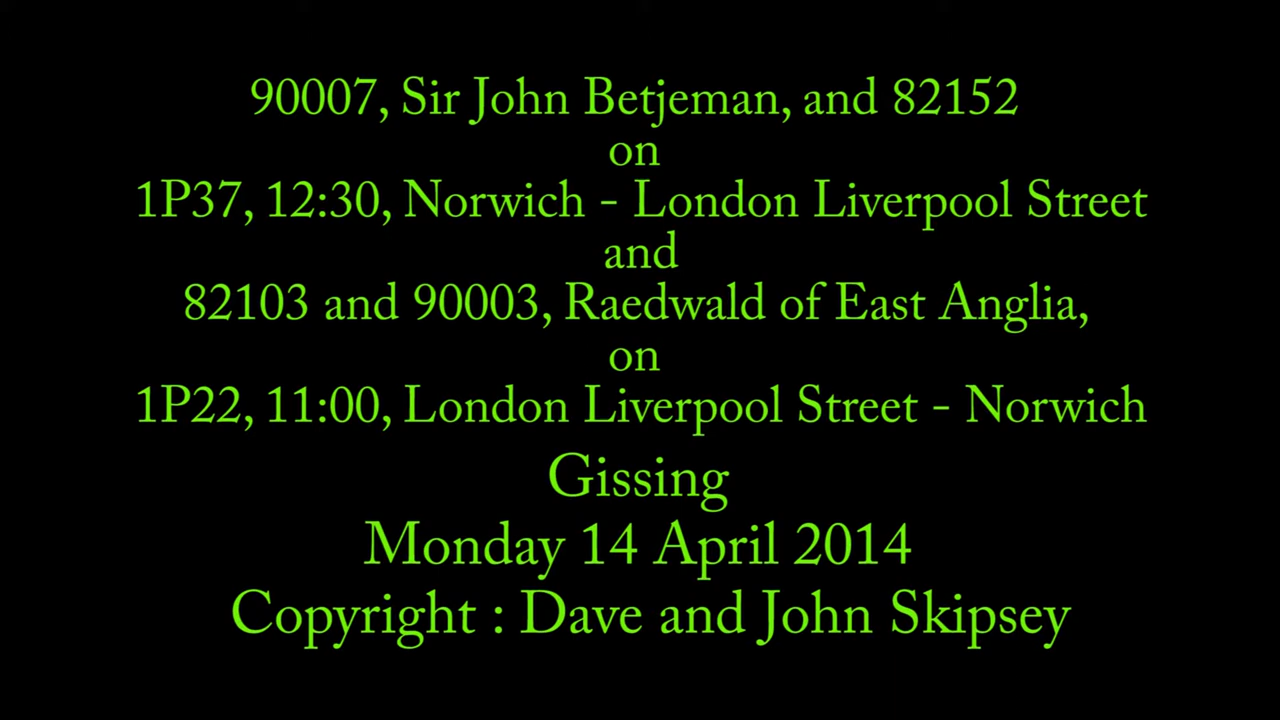 90007, Sir John Betjeman, and 82152
on
1P37, 12:30, Norwich - London Liverpool Street
and
82103 and 90003, Raedwald of East Anglia,
on
1P22, 11:00, London Liverpool Street - Norwich
Gissing
Monday 14 April 2014
Copyright : Dave and John Skipsey